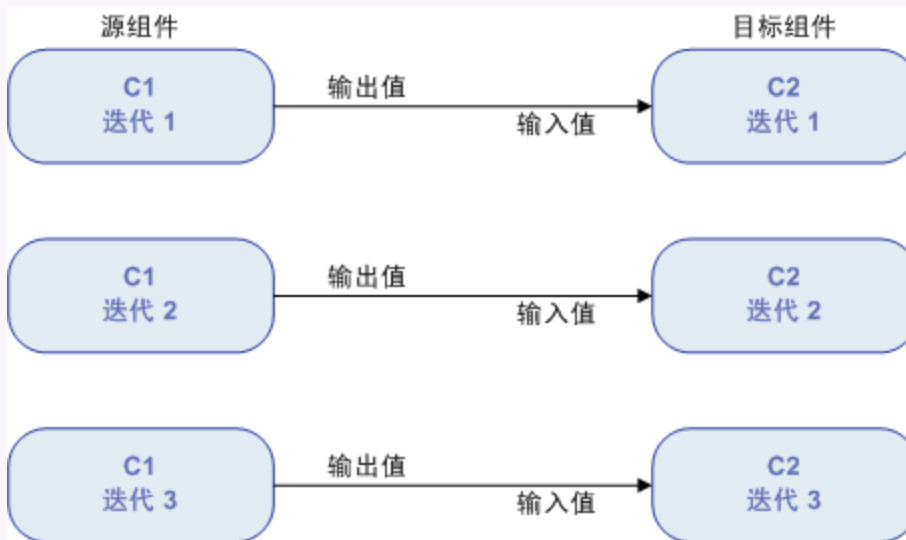 源组件
目标组件
C1
迭代 1
输出值
输入值
C2
迭代 1
C1
迭代 2
输出值
输入值
C2
迭代 2
C1
迭代 3
输出值
输入值
C2
迭代 3